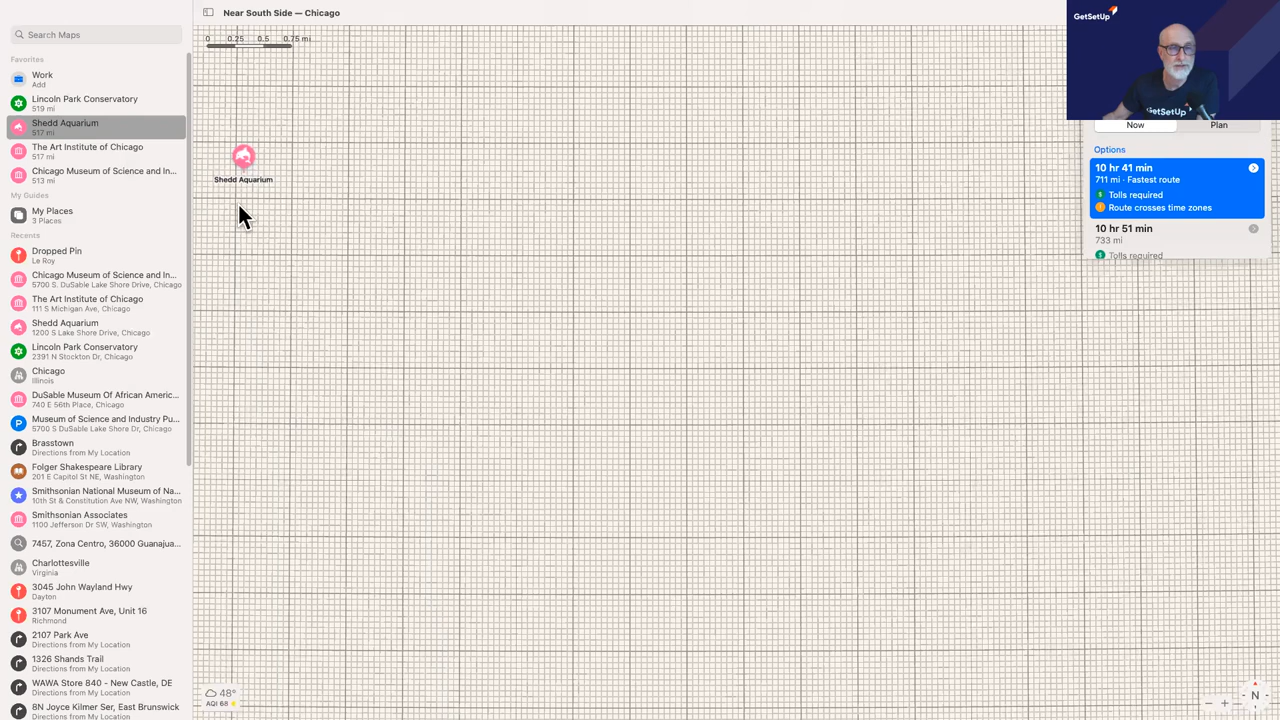 Search Maps
Near South Side — Chicago
0 0.25 0.5 0.75 mi
GetSetUp
GetSetUp
Favorites
Work
Add
Lincoln Park Conservatory
519 mi
Shedd Aquarium
517 mi
The Art Institute of Chicago
517 mi
Chicago Museum of Science and In...
513 mi
My Guides
My Places
3 Places
Recents
Dropped Pin
Le Roy
Chicago Museum of Science and In...
5700 S. DuSable Lake Shore Drive, Chicago
The Art Institute of Chicago
111 S Michigan Ave, Chicago
Shedd Aquarium
1200 S Lake Shore Drive, Chicago
Lincoln Park Conservatory
2391 N Stockton Dr, Chicago
Chicago
Illinois
DuSable Museum Of African Americ...
740 E 56th Place, Chicago
P
Museum of Science and Industry Pu...
5700 S DuSable Lake Shore Dr, Chicago
Brasstown
Directions from My Location
Folger Shakespeare Library
201 E Capitol St NE, Washington
Smithsonian National Museum of Na...
10th St & Constitution Ave NW, Washington
Smithsonian Associates
1100 Jefferson Dr SW, Washington
7457, Zona Centro, 36000 Guanajua...
Charlottesville
Virginia
3045 John Wayland Hwy
Dayton
3107 Monument Ave, Unit 16
Richmond
2107 Park Ave
Directions from My Location
1326 Shands Trail
Directions from My Location
WAWA Store 840 - New Castle, DE
Directions from My Location
8N Joyce Kilmer Ser, East Brunswick
Directions from My Location
Shedd Aquarium
48°
AQI 68
Now Plan
Options
10 hr 41 min
711 mi · Fastest route
Tolls required
Route crosses time zones
10 hr 51 min
733 mi
Tolls required
N